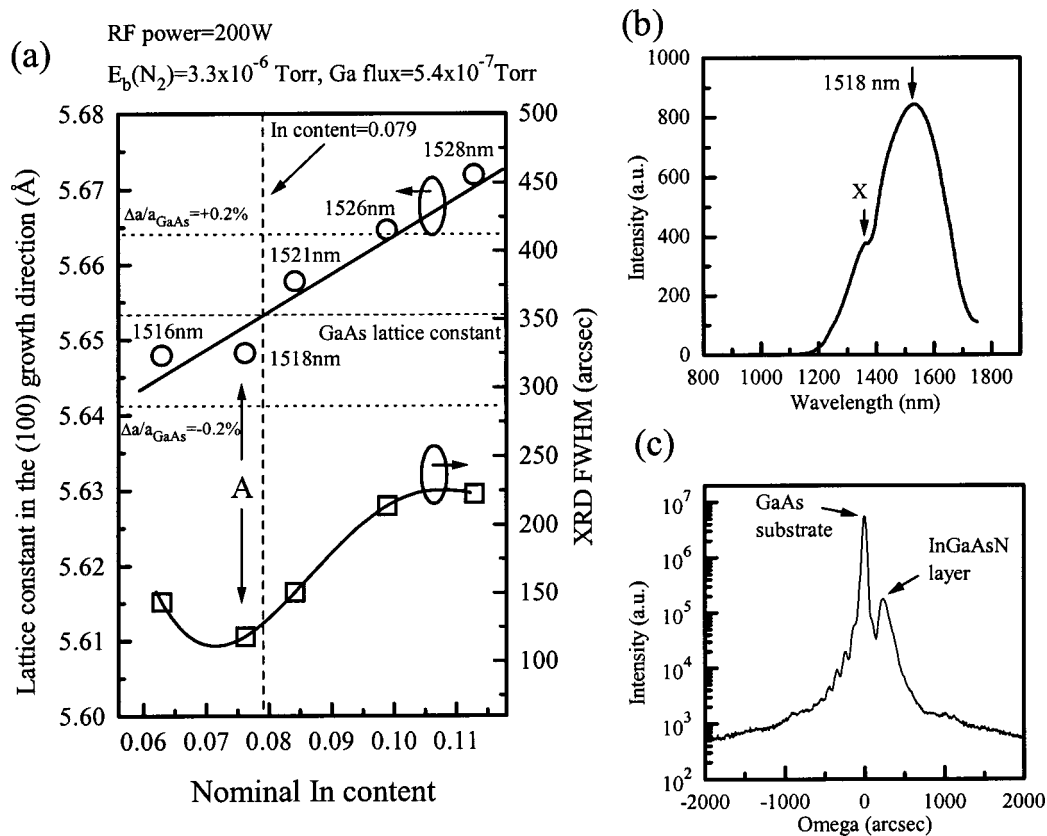 RF power=200W
(a)
E_b(N_2)=3.3x10^-6 Torr, Ga flux=5.4x10^-7Torr
Lattice constant in the (100) growth direction (Å)
5.68
5.67
5.66
5.65
5.64
5.63
5.62
5.61
5.60
In content=0.079
1528nm
1526nm
Δa/a_GaAs=+0.2%
1521nm
GaAs lattice constant
1516nm
1518nm
Δa/a_GaAs=-0.2%
A
500
450
400
350
300
250
200
150
100
XRD FWHM (arcsec)
0.06 0.07 0.08 0.09 0.10 0.11
Nominal In content
(b)
1518 nm
X
Intensity (a.u.)
1000
800
600
400
200
0
800 1000 1200 1400 1600 1800
Wavelength (nm)
(c)
GaAs
substrate
InGaAsN
layer
Intensity (a.u.)
10^7
10^6
10^5
10^4
10^3
10^2
-2000 -1000 0 1000 2000
Omega (arcsec)